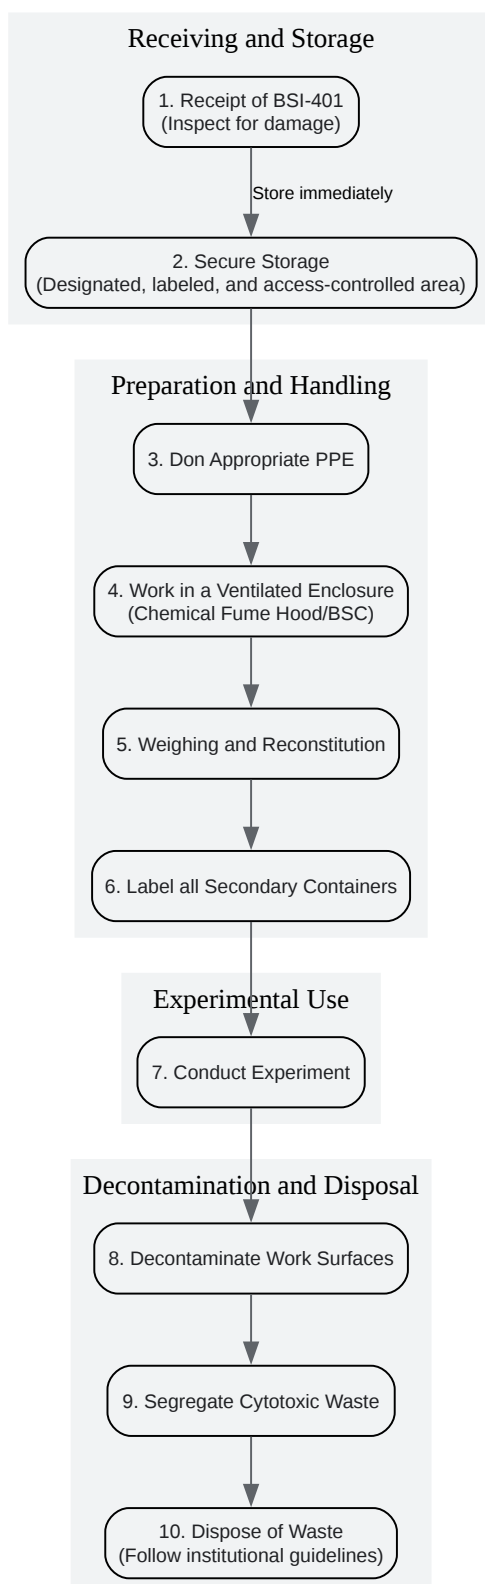 Receiving and Storage
1. Receipt of BSI-401
(Inspect for damage)
Store immediately
2. Secure Storage
(Designated, labeled, and access-controlled area)
Preparation and Handling
3. Don Appropriate PPE
4. Work in a Ventilated Enclosure
(Chemical Fume Hood/BSC)
5. Weighing and Reconstitution
6. Label all Secondary Containers
Experimental Use
7. Conduct Experiment
Decontamination and Disposal
8. Decontaminate Work Surfaces
9. Segregate Cytotoxic Waste
10. Dispose of Waste
(Follow institutional guidelines)